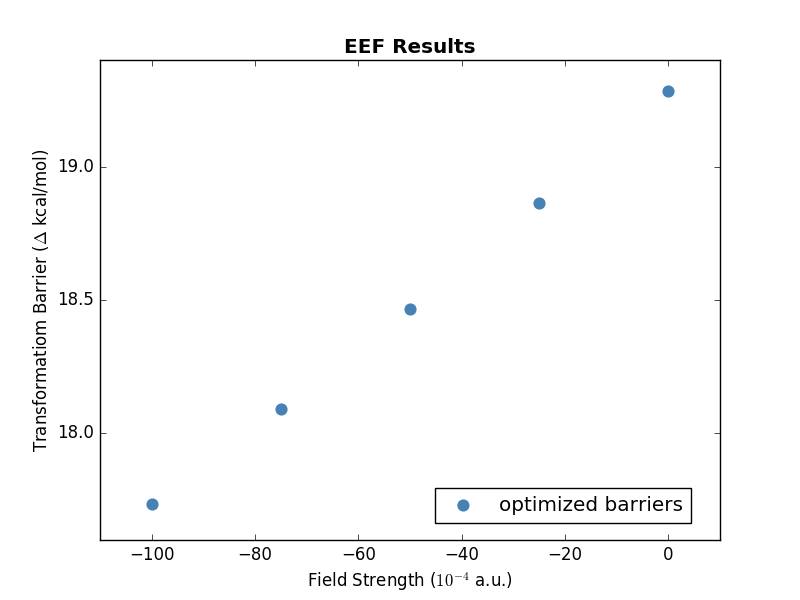 EEF Results
Transformatiom Barrier (Δ kcal/mol)
19.0
18.5
18.0
optimized barriers
−100
−80
−60
−40
−20
0
Field Strength (10⁻⁴ a.u.)